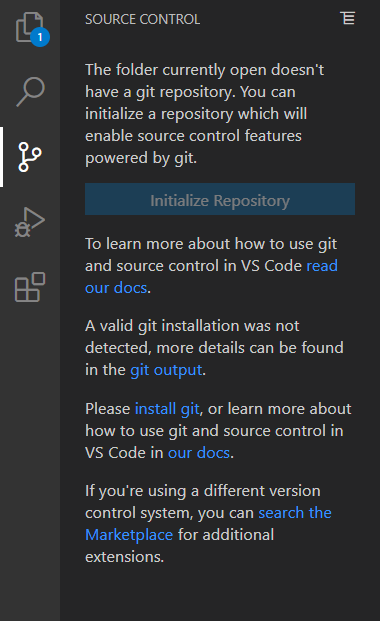 SOURCE CONTROL
1
The folder currently open doesn't
have a git repository. You can
initialize a repository which will
enable source control features
powered by git.
Initialize Repository
To learn more about how to use git
and source control in VS Code read
our docs.
A valid git installation was not
detected, more details can be found
in the git output.
Please install git, or learn more about
how to use git and source control in
VS Code in our docs.
If you're using a different version
control system, you can search the
Marketplace for additional
extensions.